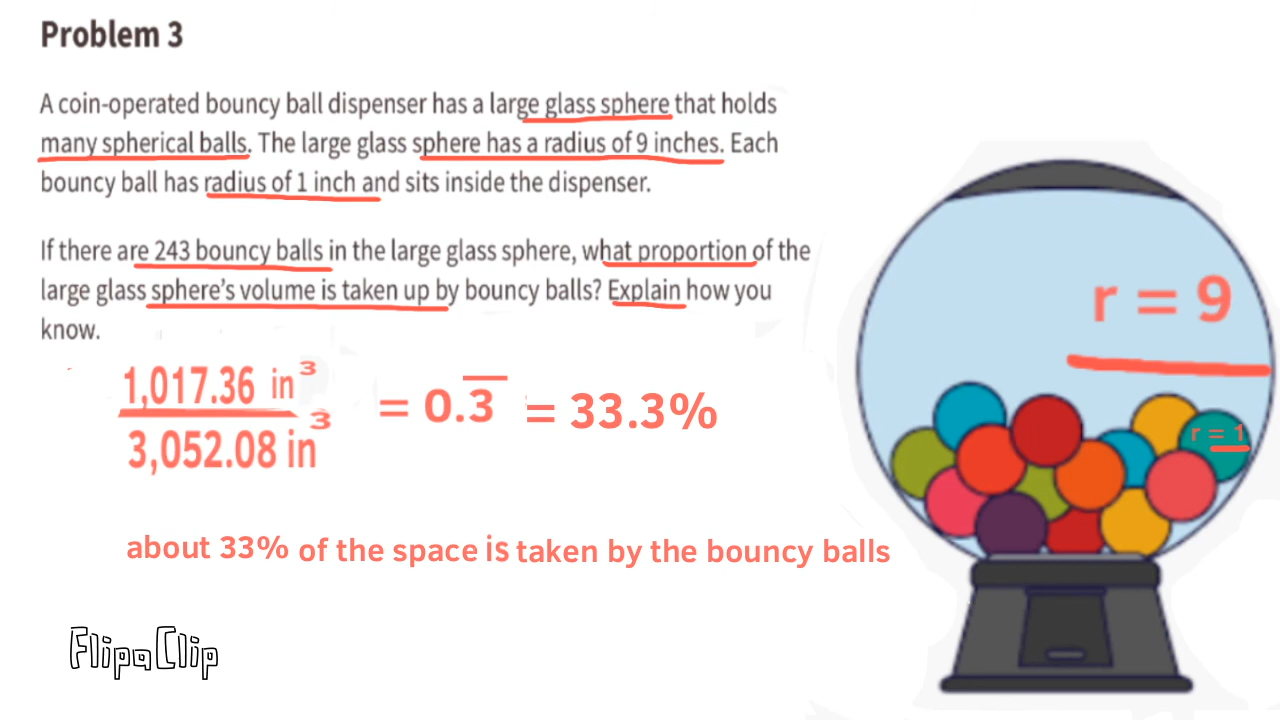 Problem 3
A coin-operated bouncy ball dispenser has a large glass sphere that holds
many spherical balls. The large glass sphere has a radius of 9 inches. Each
bouncy ball has radius of 1 inch and sits inside the dispenser.
If there are 243 bouncy balls in the large glass sphere, what proportion of the
large glass sphere's volume is taken up by bouncy balls? Explain how you
know.
r = 9
1,017.36 in³
3,052.08 in³
= 0.3̅ = 33.3%
r = 1
about 33% of the space is taken by the bouncy balls
FlipaClip